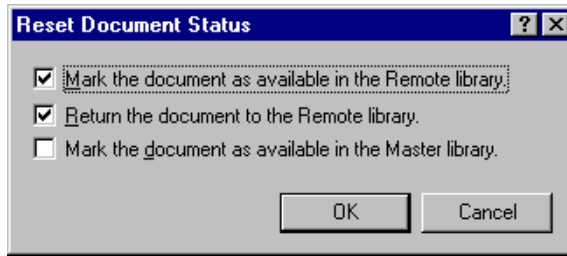 Reset Document Status
Mark the document as available in the Remote library.
Return the document to the Remote library.
Mark the document as available in the Master library.
OK Cancel